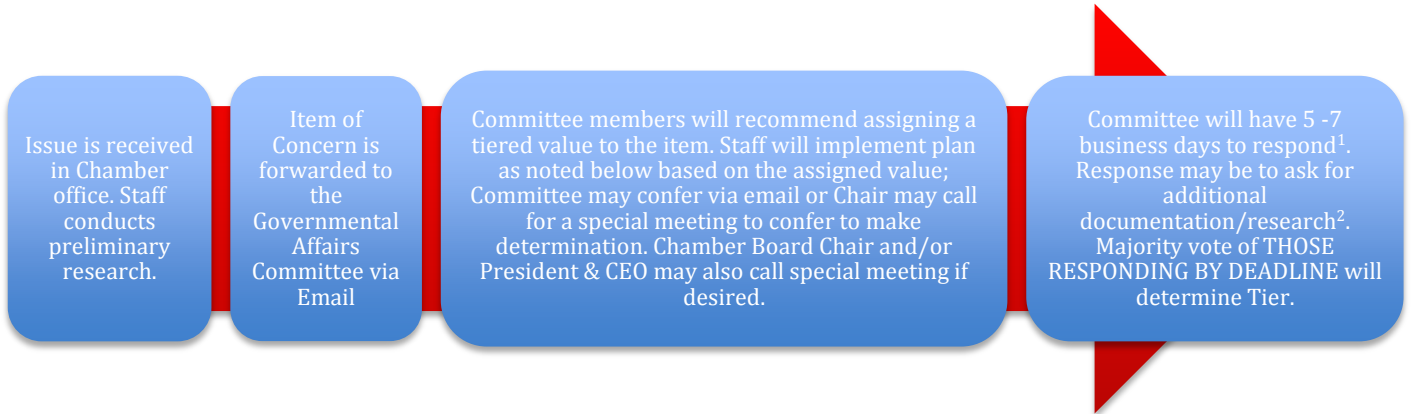 Issue is received
in Chamber
office. Staff
conducts
preliminary
research.
Item of
Concern is
forwarded to
the
Governmental
Affairs
Committee via
Email
Committee members will recommend assigning a
tiered value to the item. Staff will implement plan
as noted below based on the assigned value;
Committee may confer via email or Chair may call
for a special meeting to confer to make
determination. Chamber Board Chair and/or
President & CEO may also call special meeting if
desired.
Committee will have 5 -7
business days to respond¹.
Response may be to ask for
additional
documentation/research².
Majority vote of THOSE
RESPONDING BY DEADLINE will
determine Tier.